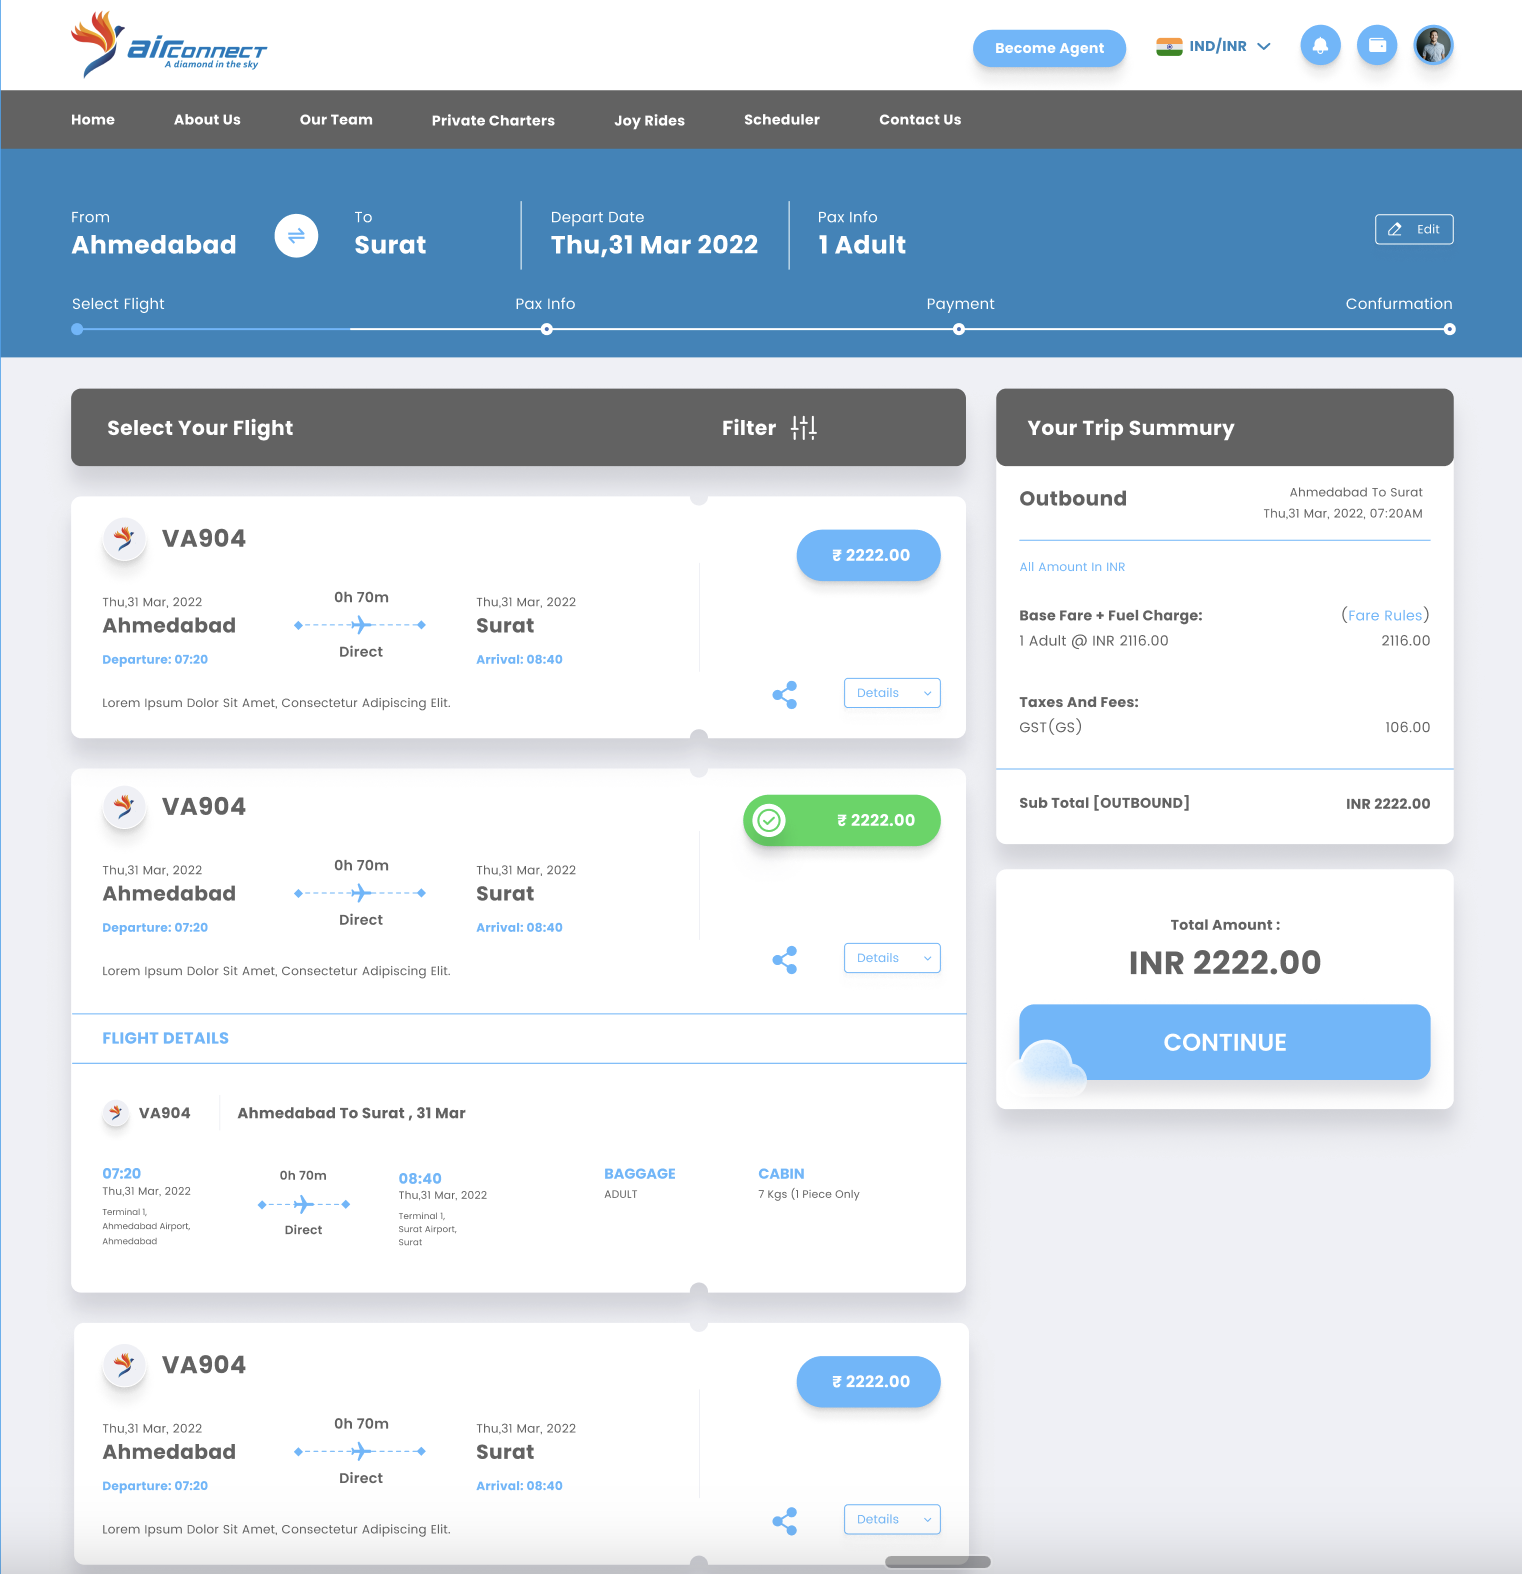 airconnect
A diamond in the sky
Become Agent
IND/INR
Home About Us Our Team Private Charters Joy Rides Scheduler Contact Us
From
Ahmedabad
To
Surat
Depart Date
Thu,31 Mar 2022
Pax Info
1 Adult
Edit
Select Flight Pax Info Payment Confurmation
Select Your Flight
Filter
VA904
₹ 2222.00
Thu,31 Mar, 2022
Ahmedabad
Departure: 07:20
0h 70m
Direct
Thu,31 Mar, 2022
Surat
Arrival: 08:40
Lorem Ipsum Dolor Sit Amet, Consectetur Adipiscing Elit.
Details
VA904
₹ 2222.00
Thu,31 Mar, 2022
Ahmedabad
Departure: 07:20
0h 70m
Direct
Thu,31 Mar, 2022
Surat
Arrival: 08:40
Lorem Ipsum Dolor Sit Amet, Consectetur Adipiscing Elit.
Details
FLIGHT DETAILS
VA904
Ahmedabad To Surat , 31 Mar
07:20
Thu,31 Mar, 2022
Terminal 1,
Ahmedabad Airport,
Ahmedabad
0h 70m
Direct
08:40
Thu,31 Mar, 2022
Terminal 1,
Surat Airport,
Surat
BAGGAGE
ADULT
CABIN
7 Kgs (1 Piece Only
VA904
₹ 2222.00
Thu,31 Mar, 2022
Ahmedabad
Departure: 07:20
0h 70m
Direct
Thu,31 Mar, 2022
Surat
Arrival: 08:40
Lorem Ipsum Dolor Sit Amet, Consectetur Adipiscing Elit.
Details
Your Trip Summury
Outbound
Ahmedabad To Surat
Thu,31 Mar, 2022, 07:20AM
All Amount In INR
Base Fare + Fuel Charge: (Fare Rules)
1 Adult @ INR 2116.00 2116.00
Taxes And Fees:
GST(GS) 106.00
Sub Total [OUTBOUND] INR 2222.00
Total Amount :
INR 2222.00
CONTINUE